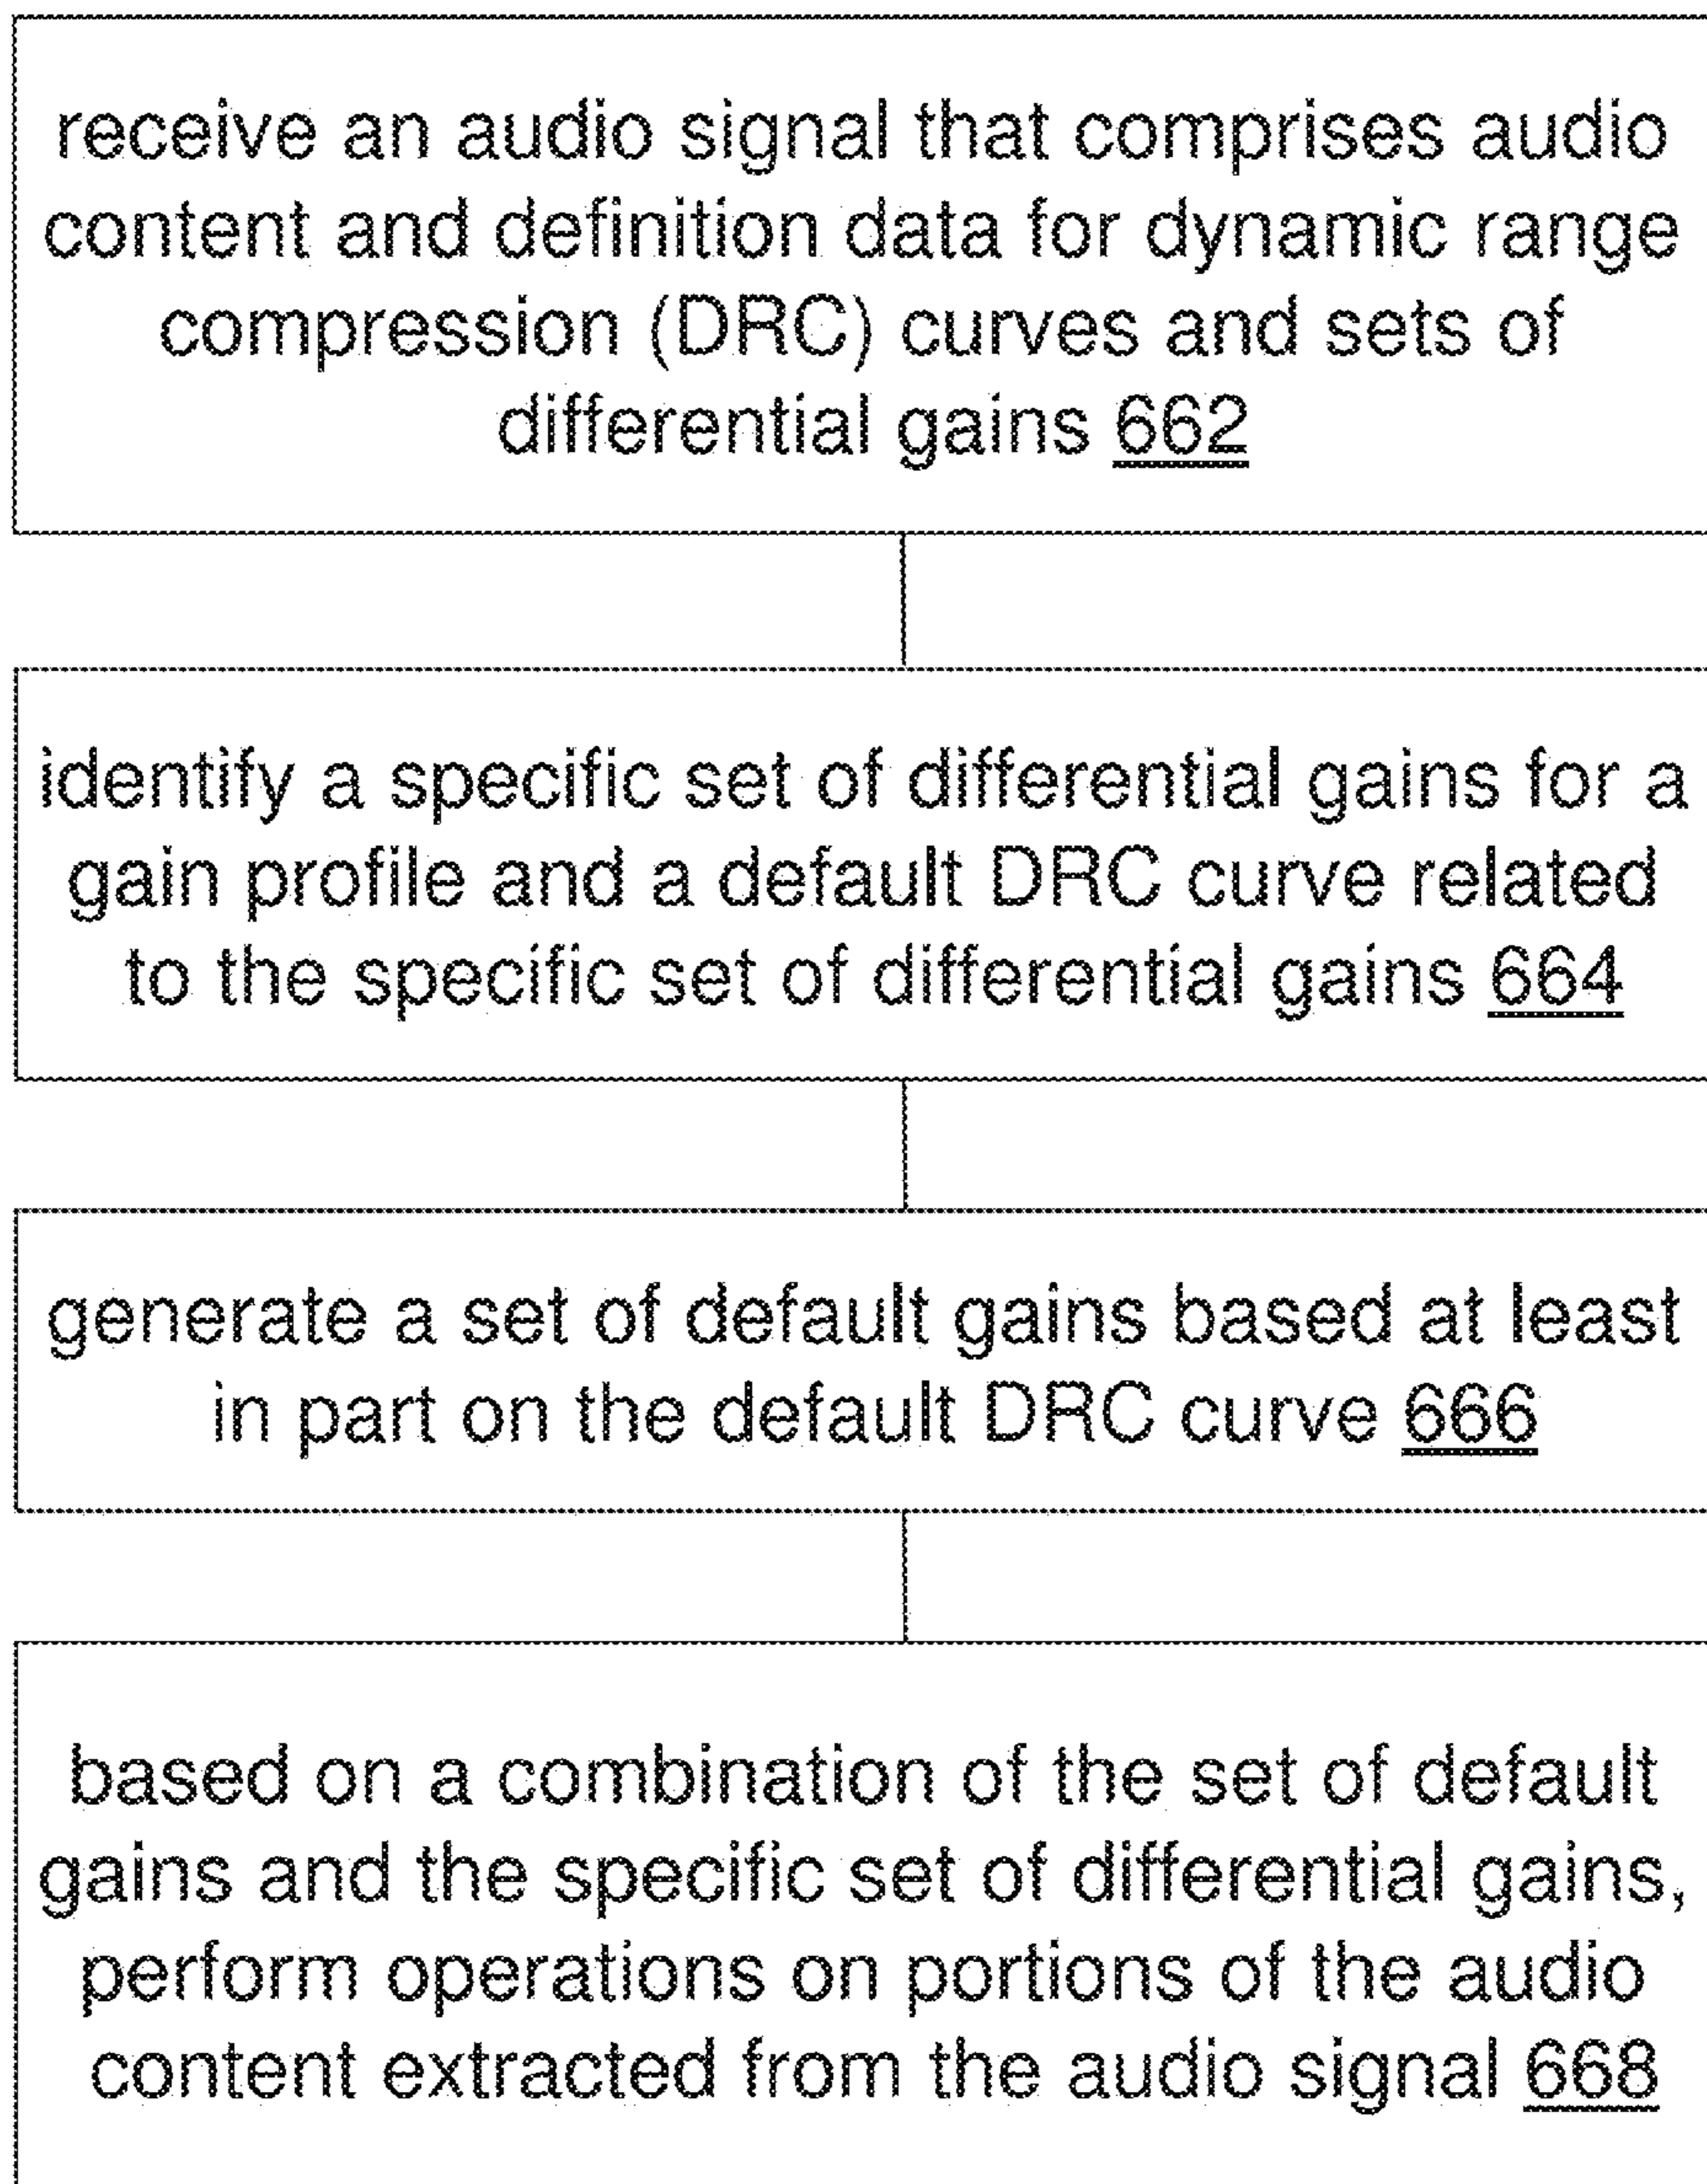 receive an audio signal that comprises audio
content and definition data for dynamic range
compression (DRC) curves and sets of
differential gains 662
identify a specific set of differential gains for a
gain profile and a default DRC curve related
to the specific set of differential gains 664
generate a set of default gains based at least
in part on the default DRC curve 666
based on a combination of the set of default
gains and the specific set of differential gains,
perform operations on portions of the audio
content extracted from the audio signal 668